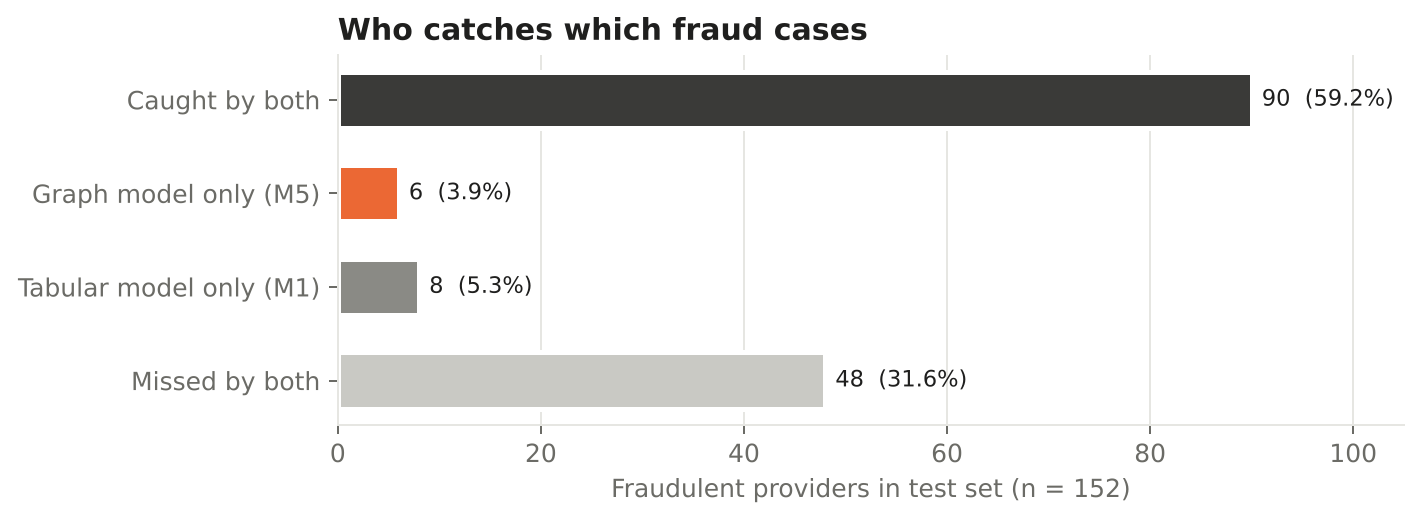 Who catches which fraud cases
Caught by both
90 (59.2%)
Graph model only (M5)
6 (3.9%)
Tabular model only (M1)
8 (5.3%)
Missed by both
48 (31.6%)
0 20 40 60 80 100
Fraudulent providers in test set (n = 152)